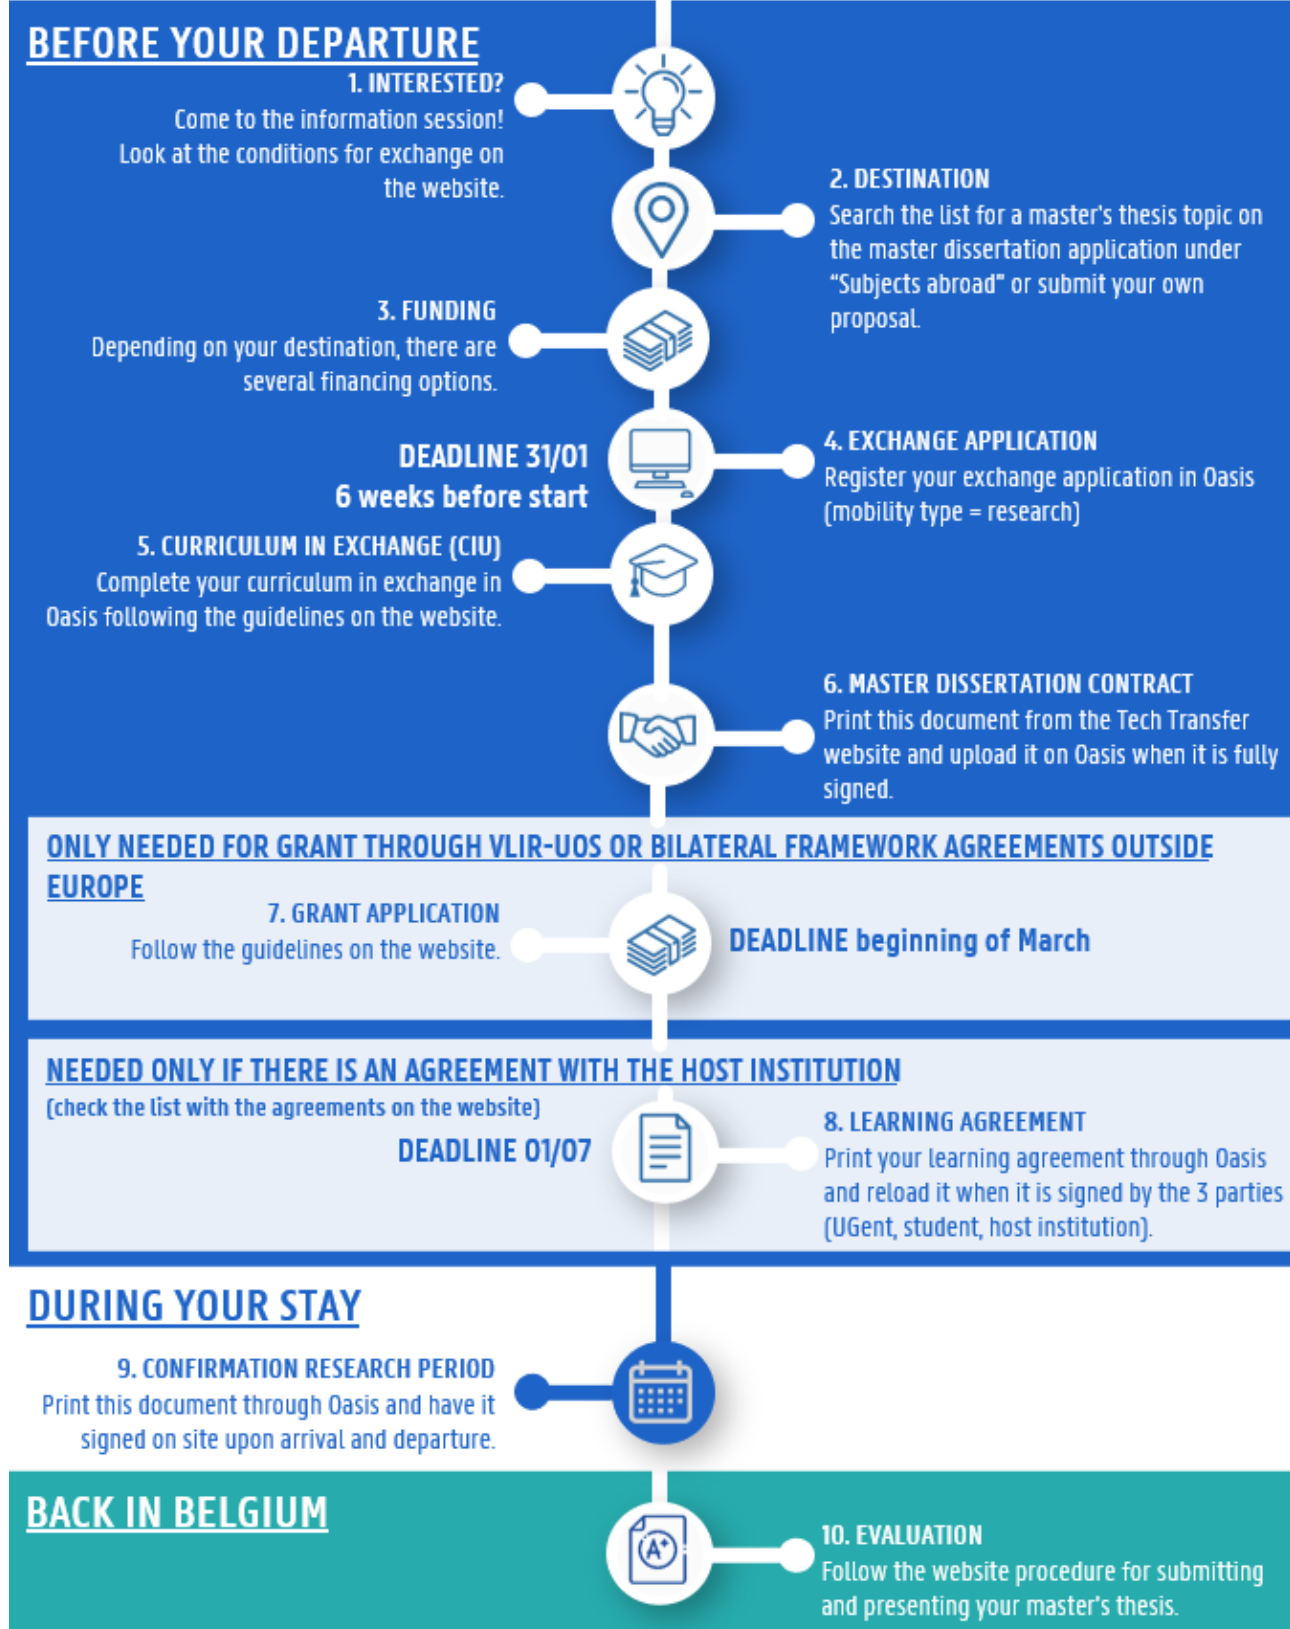 BEFORE YOUR DEPARTURE
1. INTERESTED?
Come to the information session!
Look at the conditions for exchange on
the website.
2. DESTINATION
Search the list for a master's thesis topic on
the master dissertation application under
“Subjects abroad” or submit your own
proposal.
3. FUNDING
Depending on your destination, there are
several financing options.
DEADLINE 31/01
6 weeks before start
4. EXCHANGE APPLICATION
Register your exchange application in Oasis
(mobility type = research)
5. CURRICULUM IN EXCHANGE (CIU)
Complete your curriculum in exchange in
Oasis following the guidelines on the website.
6. MASTER DISSERTATION CONTRACT
Print this document from the Tech Transfer
website and upload it on Oasis when it is fully
signed.
ONLY NEEDED FOR GRANT THROUGH VLIR-UOS OR BILATERAL FRAMEWORK AGREEMENTS OUTSIDE
EUROPE
7. GRANT APPLICATION
Follow the guidelines on the website.
DEADLINE beginning of March
NEEDED ONLY IF THERE IS AN AGREEMENT WITH THE HOST INSTITUTION
(check the list with the agreements on the website)
DEADLINE 01/07
8. LEARNING AGREEMENT
Print your learning agreement through Oasis
and reload it when it is signed by the 3 parties
(UGent, student, host institution).
DURING YOUR STAY
9. CONFIRMATION RESEARCH PERIOD
Print this document through Oasis and have it
signed on site upon arrival and departure.
BACK IN BELGIUM
A+
10. EVALUATION
Follow the website procedure for submitting
and presenting your master's thesis.